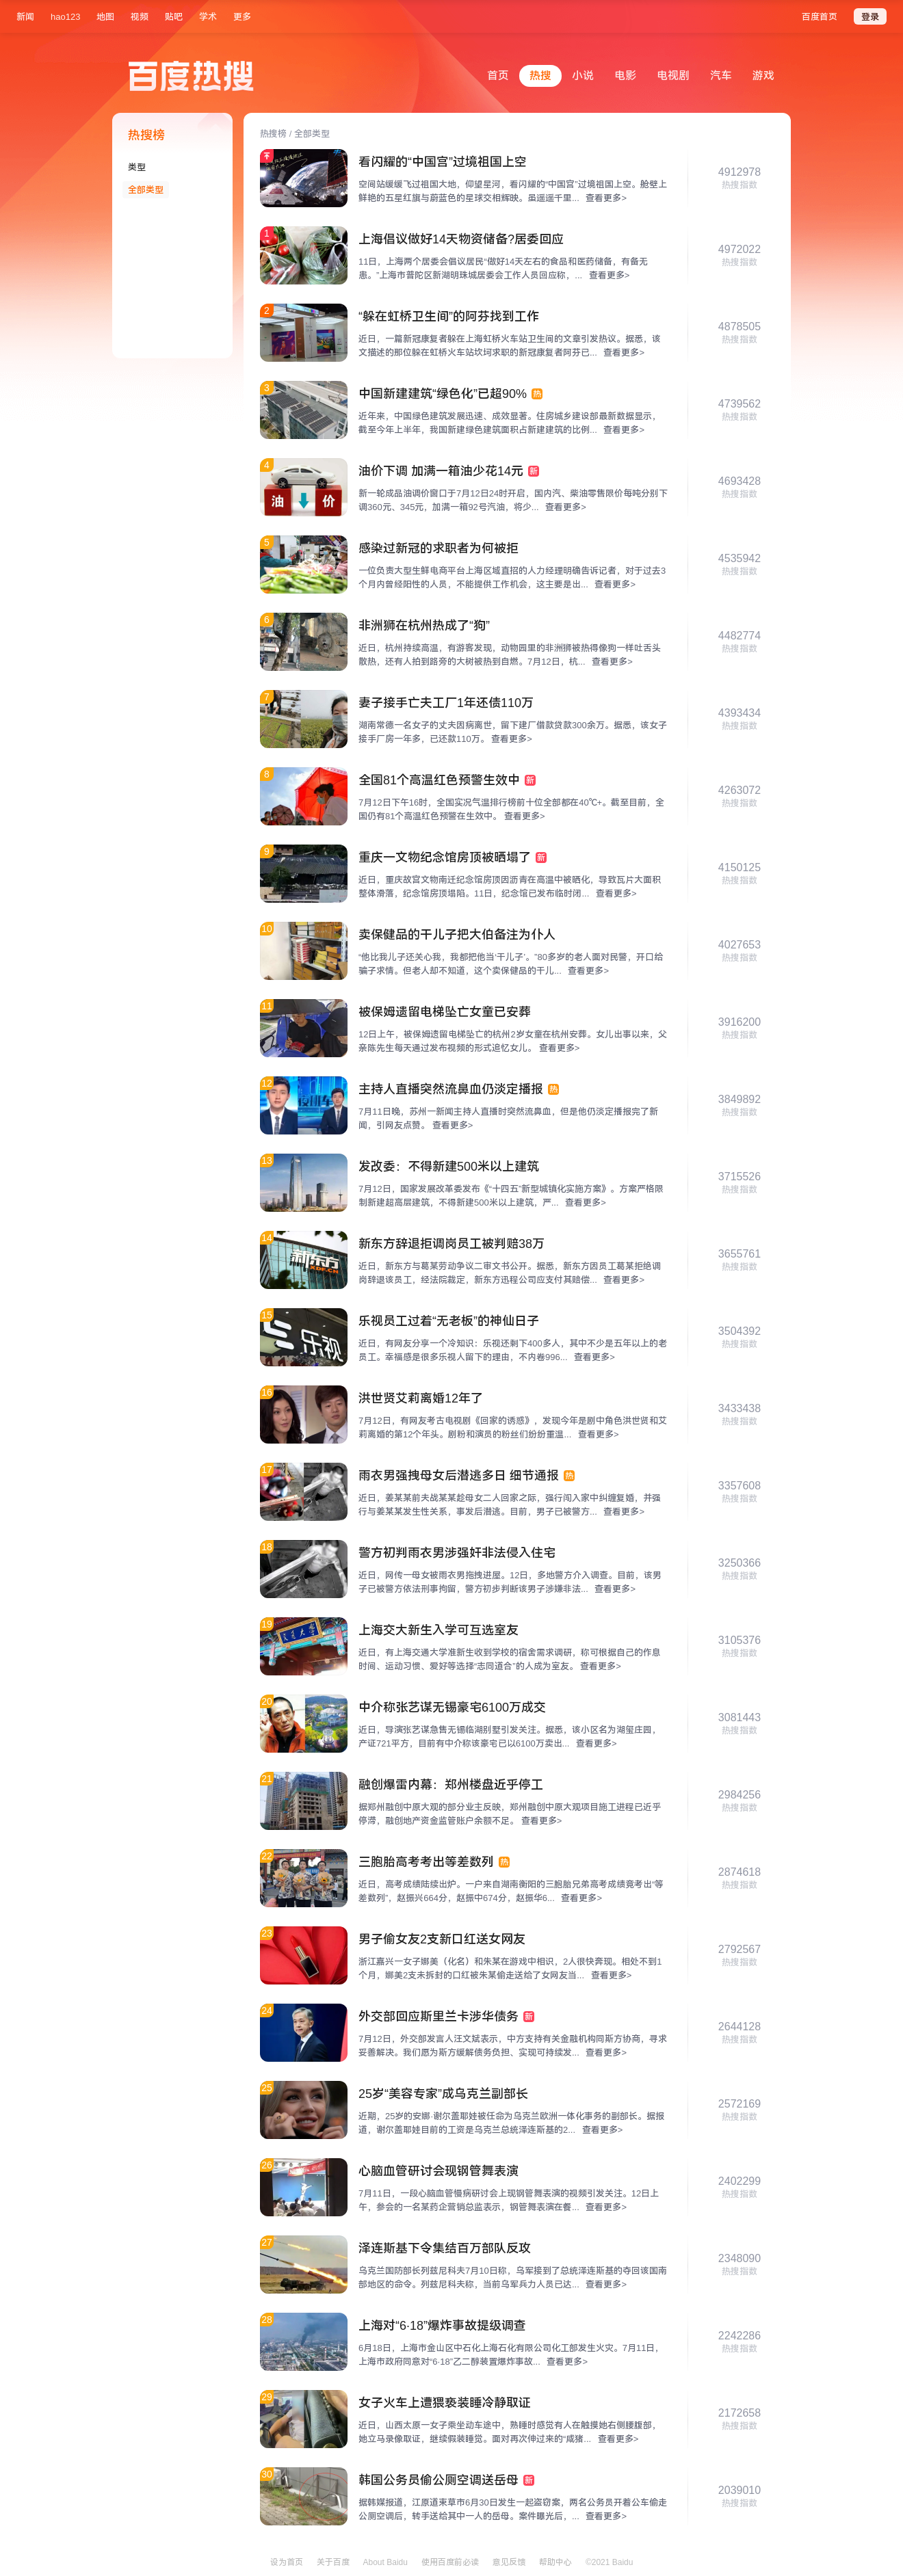 新闻 hao123 地图 视频 贴吧 学术 更多 百度首页 登录
百度热搜 首页 热搜 小说 电影 电视剧 汽车 游戏
热搜榜
类型
全部类型
热搜榜 / 全部类型
看闪耀的“中国宫”过境祖国上空
空间站缓缓飞过祖国大地，仰望星河，看闪耀的“中国宫”过境祖国上空。舱壁上
鲜艳的五星红旗与蔚蓝色的星球交相辉映。虽遥遥千里... 查看更多>
4912978
热搜指数
1
上海倡议做好14天物资储备?居委回应
11日，上海两个居委会倡议居民“做好14天左右的食品和医药储备，有备无
患。”上海市普陀区新湖明珠城居委会工作人员回应称，... 查看更多>
4972022
热搜指数
2
“躲在虹桥卫生间”的阿芬找到工作
近日，一篇新冠康复者躲在上海虹桥火车站卫生间的文章引发热议。据悉，该
文描述的那位躲在虹桥火车站坎坷求职的新冠康复者阿芬已... 查看更多>
4878505
热搜指数
3
中国新建建筑“绿色化”已超90% 热
近年来，中国绿色建筑发展迅速、成效显著。住房城乡建设部最新数据显示，
截至今年上半年，我国新建绿色建筑面积占新建建筑的比例... 查看更多>
4739562
热搜指数
4
油价下调 加满一箱油少花14元 新
新一轮成品油调价窗口于7月12日24时开启，国内汽、柴油零售限价每吨分别下
调360元、345元，加满一箱92号汽油，将少... 查看更多>
4693428
热搜指数
油 价
5
感染过新冠的求职者为何被拒
一位负责大型生鲜电商平台上海区域直招的人力经理明确告诉记者，对于过去3
个月内曾经阳性的人员，不能提供工作机会，这主要是出... 查看更多>
4535942
热搜指数
6
非洲狮在杭州热成了“狗”
近日，杭州持续高温，有游客发现，动物园里的非洲狮被热得像狗一样吐舌头
散热，还有人拍到路旁的大树被热到自燃。7月12日，杭... 查看更多>
4482774
热搜指数
7
妻子接手亡夫工厂1年还债110万
湖南常德一名女子的丈夫因病离世，留下建厂借款贷款300余万。据悉，该女子
接手厂房一年多，已还款110万。 查看更多>
4393434
热搜指数
8
全国81个高温红色预警生效中 新
7月12日下午16时，全国实况气温排行榜前十位全部都在40℃+。截至目前，全
国仍有81个高温红色预警在生效中。 查看更多>
4263072
热搜指数
9
重庆一文物纪念馆房顶被晒塌了 新
近日，重庆故宫文物南迁纪念馆房顶因沥青在高温中被晒化，导致瓦片大面积
整体滑落，纪念馆房顶塌陷。11日，纪念馆已发布临时闭... 查看更多>
4150125
热搜指数
10
卖保健品的干儿子把大伯备注为仆人
“他比我儿子还关心我，我都把他当‘干儿子’。”80多岁的老人面对民警，开口给
骗子求情。但老人却不知道，这个卖保健品的干儿... 查看更多>
4027653
热搜指数
11
被保姆遗留电梯坠亡女童已安葬
12日上午，被保姆遗留电梯坠亡的杭州2岁女童在杭州安葬。女儿出事以来，父
亲陈先生每天通过发布视频的形式追忆女儿。 查看更多>
3916200
热搜指数
12
主持人直播突然流鼻血仍淡定播报 热
7月11日晚，苏州一新闻主持人直播时突然流鼻血，但是他仍淡定播报完了新
闻，引网友点赞。 查看更多>
3849892
热搜指数
13
发改委：不得新建500米以上建筑
7月12日，国家发展改革委发布《“十四五”新型城镇化实施方案》。方案严格限
制新建超高层建筑，不得新建500米以上建筑，严... 查看更多>
3715526
热搜指数
14
新东方辞退拒调岗员工被判赔38万
近日，新东方与葛某劳动争议二审文书公开。据悉，新东方因员工葛某拒绝调
岗辞退该员工，经法院裁定，新东方迅程公司应支付其赔偿... 查看更多>
3655761
热搜指数
新东方
XDF.CN
15
乐视员工过着“无老板”的神仙日子
近日，有网友分享一个冷知识：乐视还剩下400多人，其中不少是五年以上的老
员工。幸福感是很多乐视人留下的理由，不内卷996... 查看更多>
3504392
热搜指数
乐视
16
洪世贤艾莉离婚12年了
7月12日，有网友考古电视剧《回家的诱惑》，发现今年是剧中角色洪世贤和艾
莉离婚的第12个年头。剧粉和演员的粉丝们纷纷重温... 查看更多>
3433438
热搜指数
17
雨衣男强拽母女后潜逃多日 细节通报 热
近日，姜某某前夫战某某趁母女二人回家之际，强行闯入家中纠缠复婚，并强
行与姜某某发生性关系，事发后潜逃。目前，男子已被警方... 查看更多>
3357608
热搜指数
18
警方初判雨衣男涉强奸非法侵入住宅
近日，网传一母女被雨衣男拖拽进屋。12日，多地警方介入调查。目前，该男
子已被警方依法刑事拘留，警方初步判断该男子涉嫌非法... 查看更多>
3250366
热搜指数
19
上海交大新生入学可互选室友
近日，有上海交通大学准新生收到学校的宿舍需求调研，称可根据自己的作息
时间、运动习惯、爱好等选择“志同道合”的人成为室友。 查看更多>
3105376
热搜指数
20
中介称张艺谋无锡豪宅6100万成交
近日，导演张艺谋急售无锡临湖别墅引发关注。据悉，该小区名为湖玺庄园，
产证721平方，目前有中介称该豪宅已以6100万卖出... 查看更多>
3081443
热搜指数
21
融创爆雷内幕：郑州楼盘近乎停工
据郑州融创中原大观的部分业主反映，郑州融创中原大观项目施工进程已近乎
停滞，融创地产资金监管账户余额不足。 查看更多>
2984256
热搜指数
22
三胞胎高考考出等差数列 热
近日，高考成绩陆续出炉。一户来自湖南衡阳的三胞胎兄弟高考成绩竟考出“等
差数列”，赵振兴664分，赵振中674分，赵振华6... 查看更多>
2874618
热搜指数
23
男子偷女友2支新口红送女网友
浙江嘉兴一女子娜美（化名）和朱某在游戏中相识，2人很快奔现。相处不到1
个月，娜美2支未拆封的口红被朱某偷走送给了女网友当... 查看更多>
2792567
热搜指数
24
外交部回应斯里兰卡涉华债务 新
7月12日，外交部发言人汪文斌表示，中方支持有关金融机构同斯方协商，寻求
妥善解决。我们愿为斯方缓解债务负担、实现可持续发... 查看更多>
2644128
热搜指数
25
25岁“美容专家”成乌克兰副部长
近期，25岁的安娜·谢尔盖耶娃被任命为乌克兰欧洲一体化事务的副部长。据报
道，谢尔盖耶娃目前的工资是乌克兰总统泽连斯基的2... 查看更多>
2572169
热搜指数
26
心脑血管研讨会现钢管舞表演
7月11日，一段心脑血管慢病研讨会上现钢管舞表演的视频引发关注。12日上
午，参会的一名某药企营销总监表示，钢管舞表演在餐... 查看更多>
2402299
热搜指数
27
泽连斯基下令集结百万部队反攻
乌克兰国防部长列兹尼科夫7月10日称，乌军接到了总统泽连斯基的夺回该国南
部地区的命令。列兹尼科夫称，当前乌军兵力人员已达... 查看更多>
2348090
热搜指数
28
上海对“6·18”爆炸事故提级调查
6月18日，上海市金山区中石化上海石化有限公司化工部发生火灾。7月11日，
上海市政府同意对“6·18”乙二醇装置爆炸事故... 查看更多>
2242286
热搜指数
29
女子火车上遭猥亵装睡冷静取证
近日，山西太原一女子乘坐动车途中，熟睡时感觉有人在触摸她右侧腰腹部，
她立马录像取证，继续假装睡觉。面对再次伸过来的“咸猪... 查看更多>
2172658
热搜指数
30
韩国公务员偷公厕空调送岳母 新
据韩媒报道，江原道束草市6月30日发生一起盗窃案，两名公务员开着公车偷走
公厕空调后，转手送给其中一人的岳母。案件曝光后，... 查看更多>
2039010
热搜指数
设为首页 关于百度 About Baidu 使用百度前必读 意见反馈 帮助中心 ©2021 Baidu